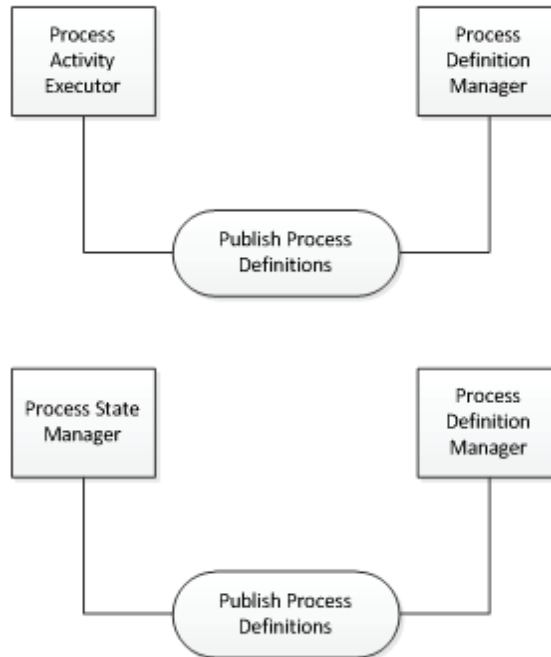 Process
Activity
Executor
Process
Definition
Manager
Publish Process
Definitions
Process State
Manager
Process
Definition
Manager
Publish Process
Definitions